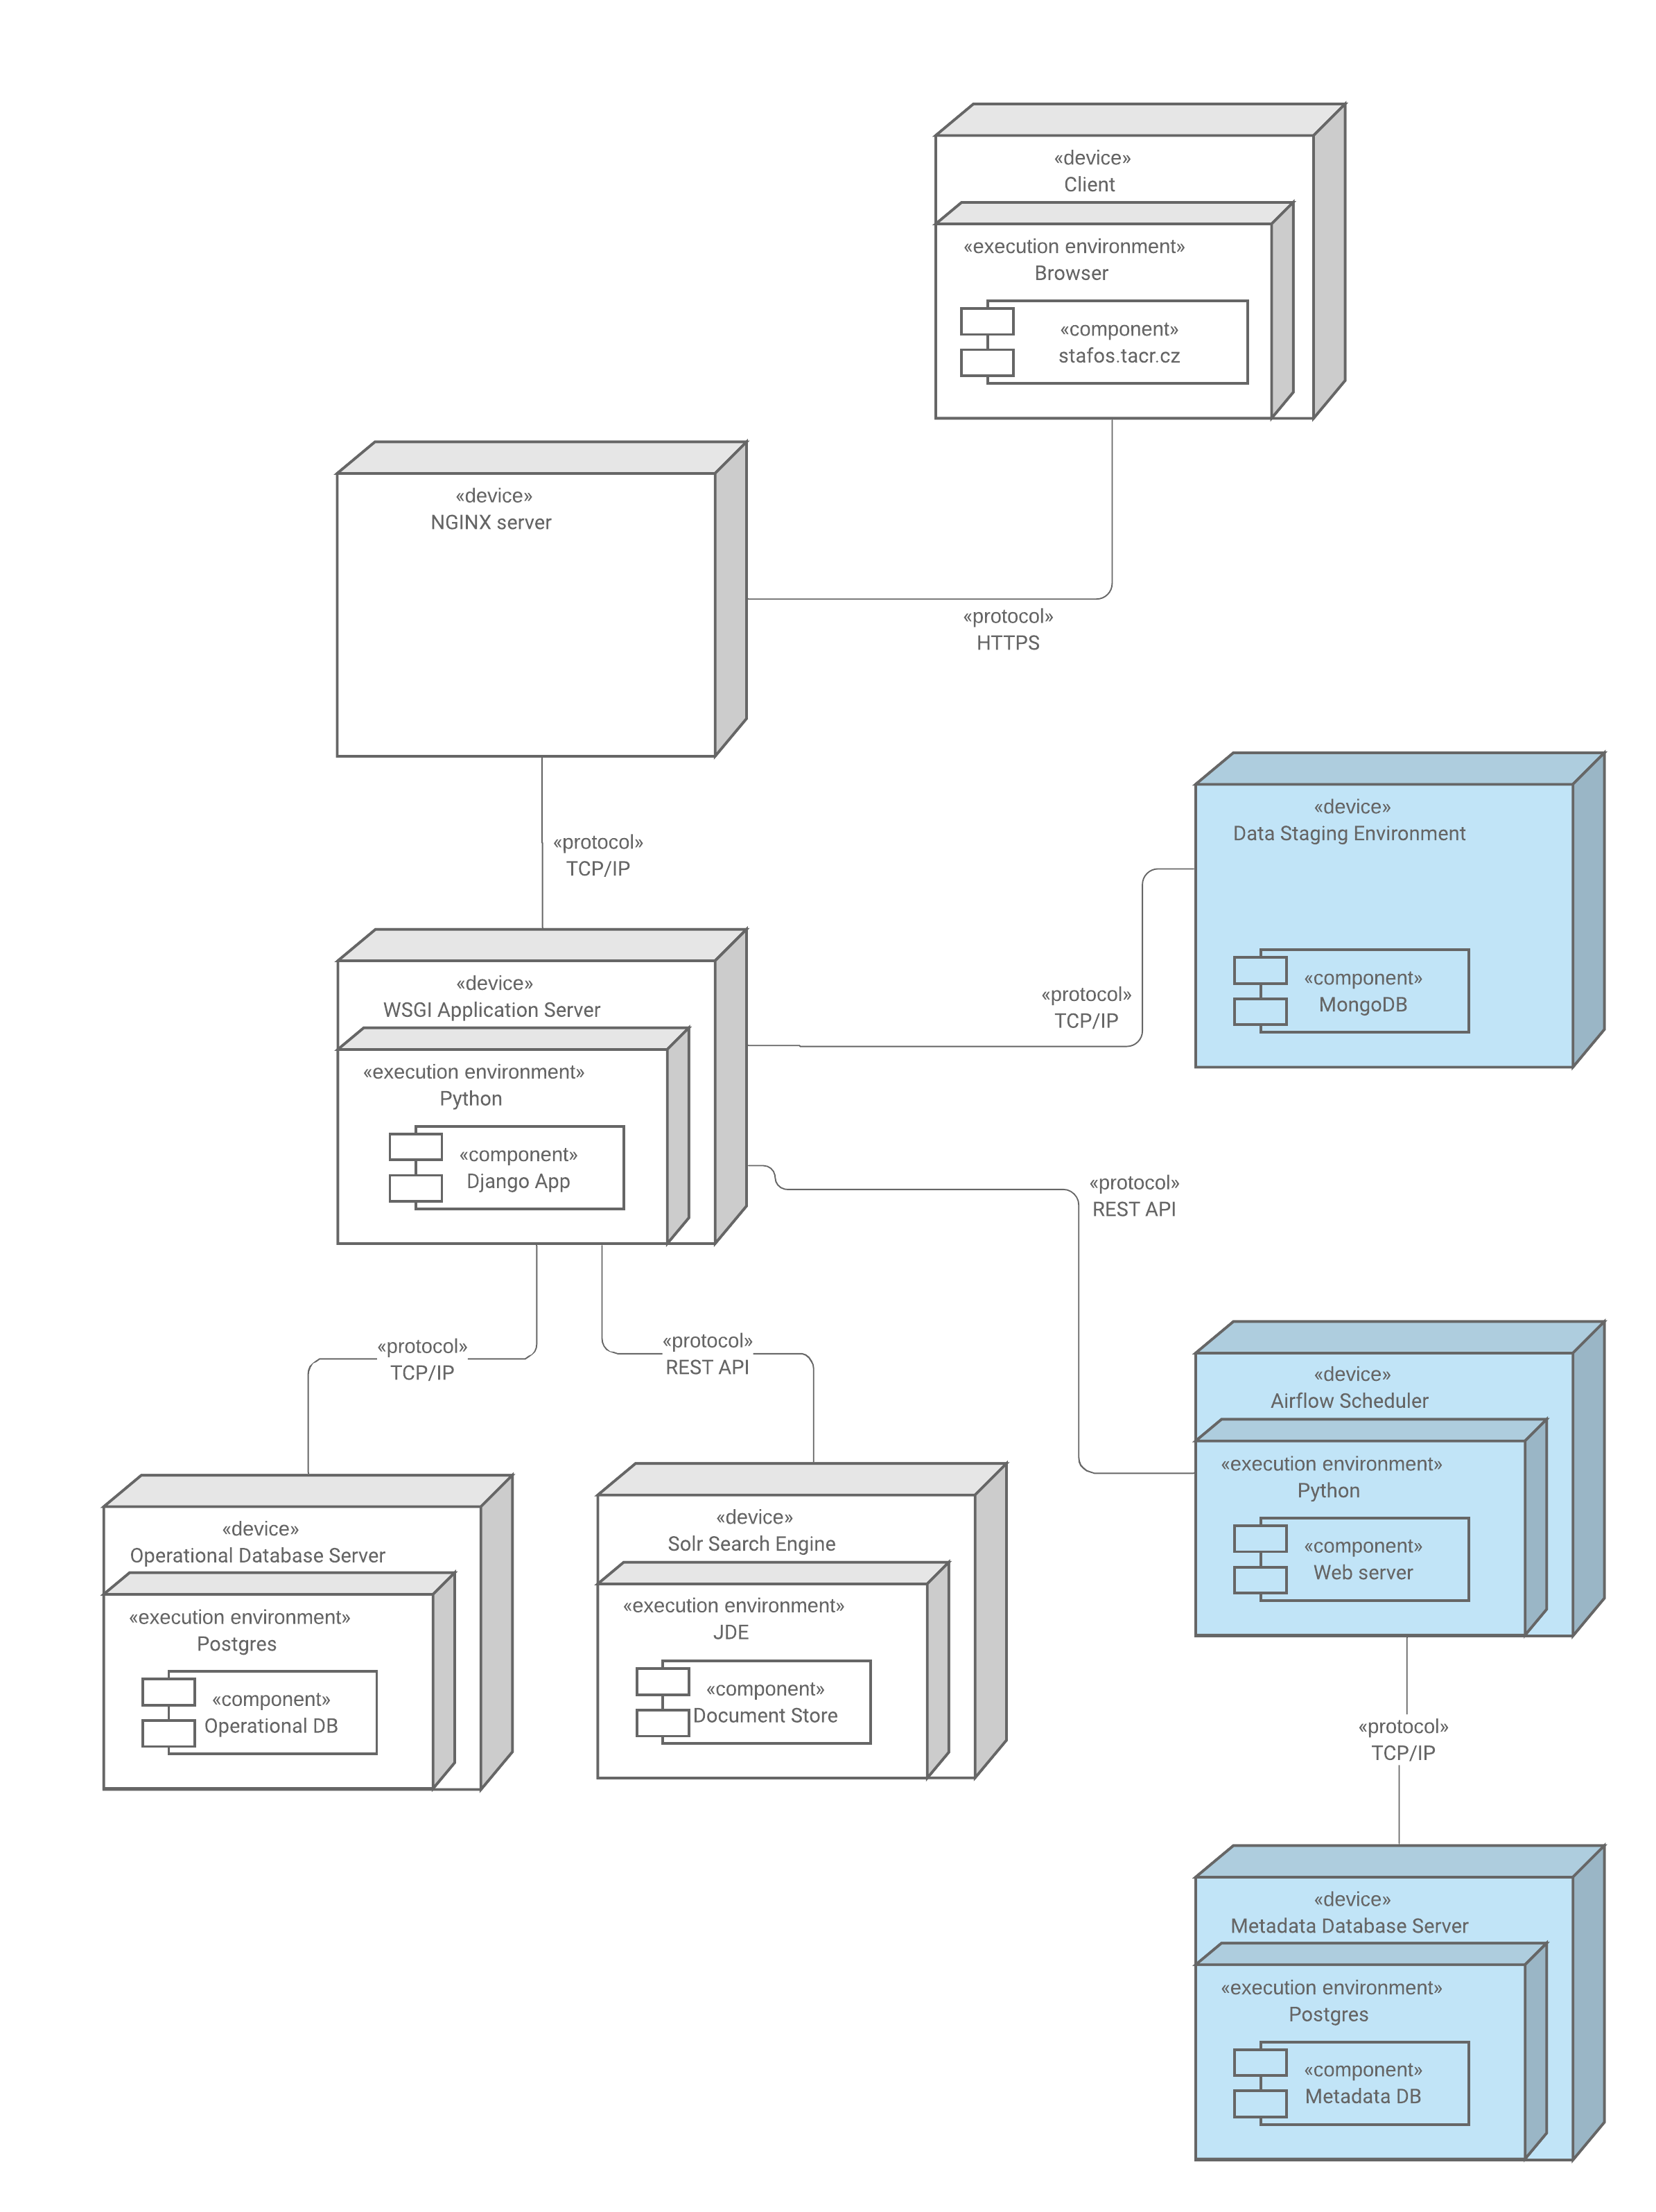 «device»
Client
«execution environment»
Browser
«component»
stafos.tacr.cz
«device»
NGINX server
«protocol»
HTTPS
«protocol»
TCP/IP
«device»
Data Staging Environment
«component»
MongoDB
«device»
WSGI Application Server
«execution environment»
Python
«component»
Django App
«protocol»
TCP/IP
«protocol»
REST API
«protocol»
TCP/IP
«protocol»
REST API
«device»
Airflow Scheduler
«execution environment»
Python
«component»
Web server
«device»
Operational Database Server
«execution environment»
Postgres
«component»
Operational DB
«device»
Solr Search Engine
«execution environment»
JDE
«component»
Document Store
«protocol»
TCP/IP
«device»
Metadata Database Server
«execution environment»
Postgres
«component»
Metadata DB